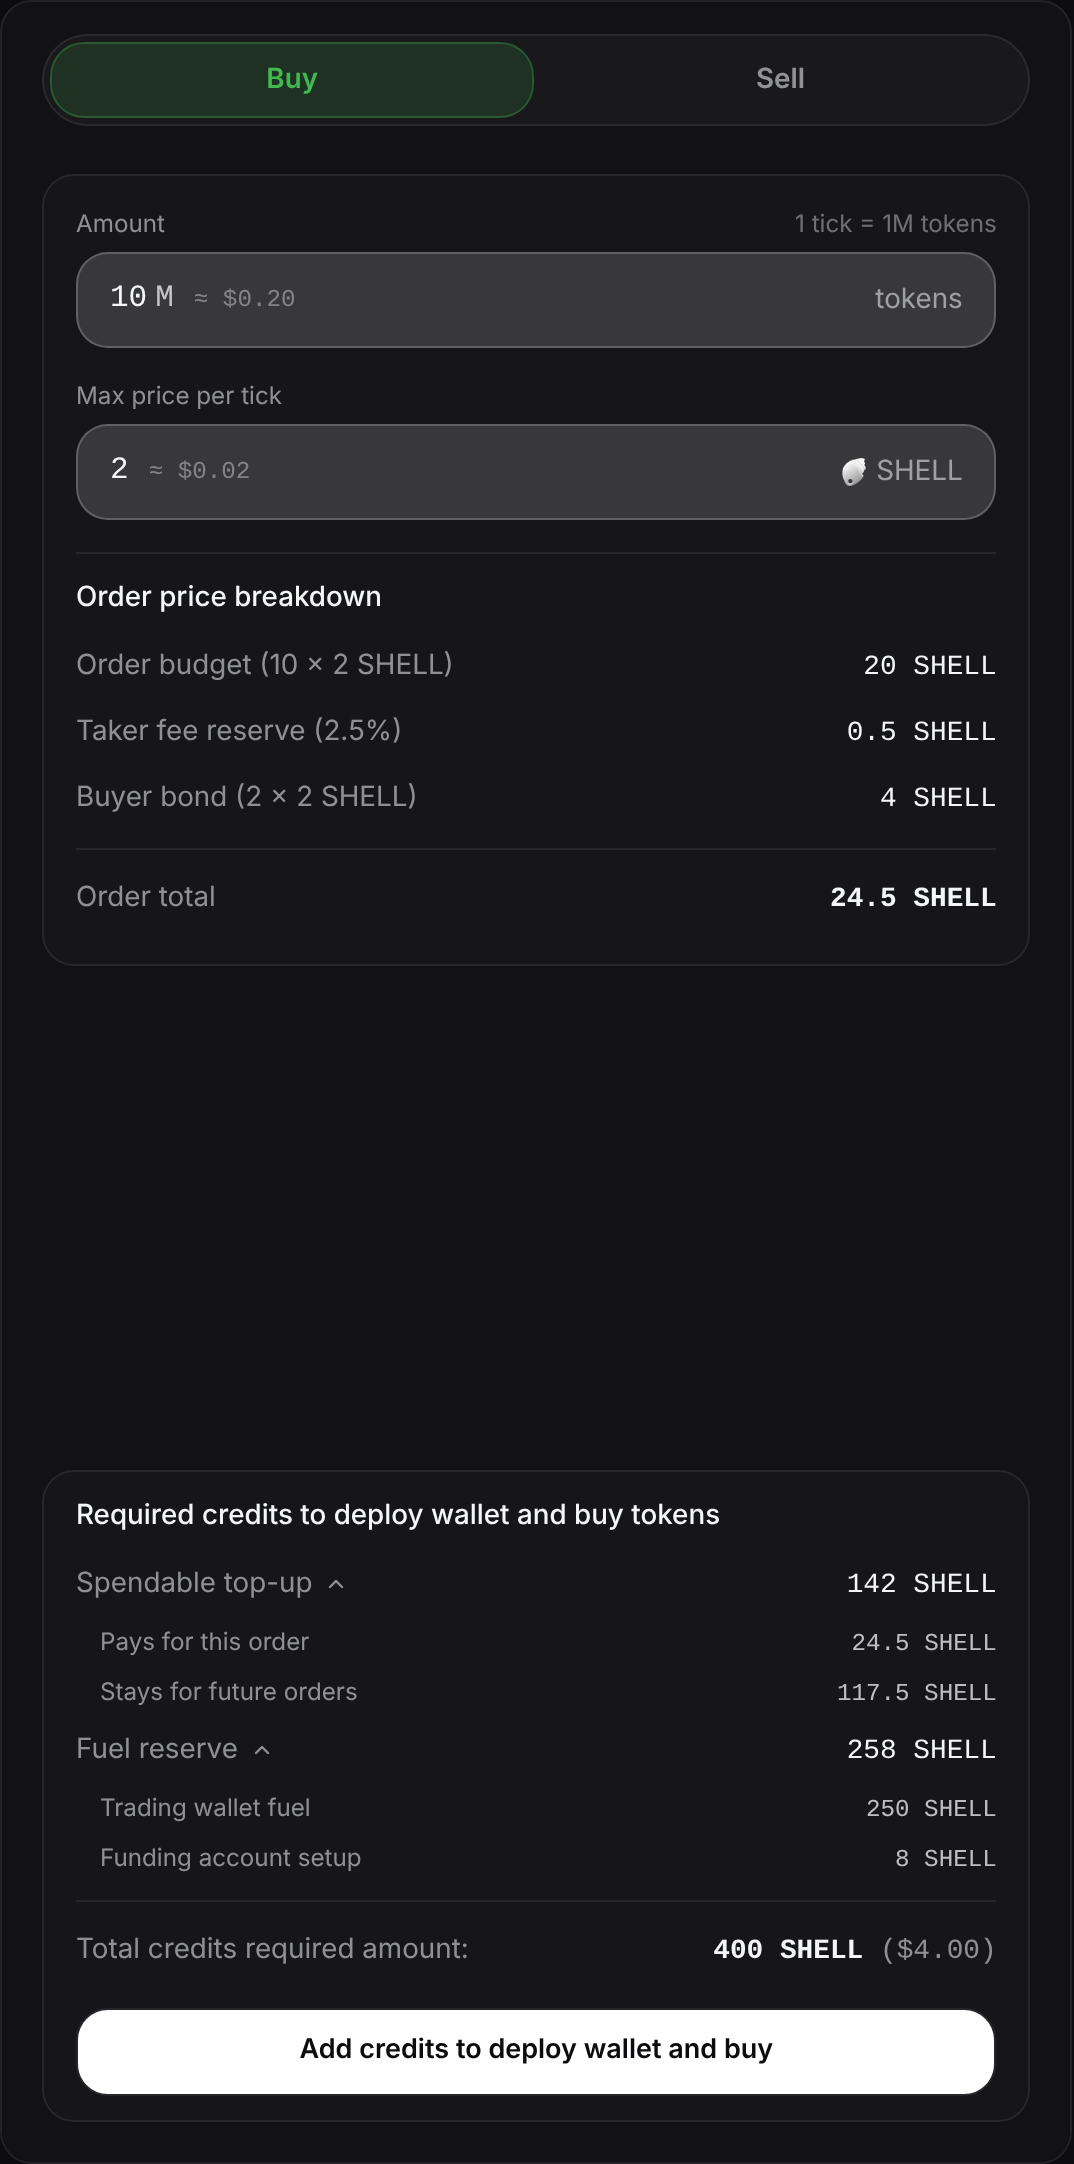 Buy Sell
Amount 1 tick = 1M tokens
10 M ≈ $0.20 tokens
Max price per tick
2 ≈ $0.02 SHELL
Order price breakdown
Order budget (10 × 2 SHELL) 20 SHELL
Taker fee reserve (2.5%) 0.5 SHELL
Buyer bond (2 × 2 SHELL) 4 SHELL
Order total 24.5 SHELL
Required credits to deploy wallet and buy tokens
Spendable top-up 142 SHELL
Pays for this order 24.5 SHELL
Stays for future orders 117.5 SHELL
Fuel reserve 258 SHELL
Trading wallet fuel 250 SHELL
Funding account setup 8 SHELL
Total credits required amount: 400 SHELL ($4.00)
Add credits to deploy wallet and buy